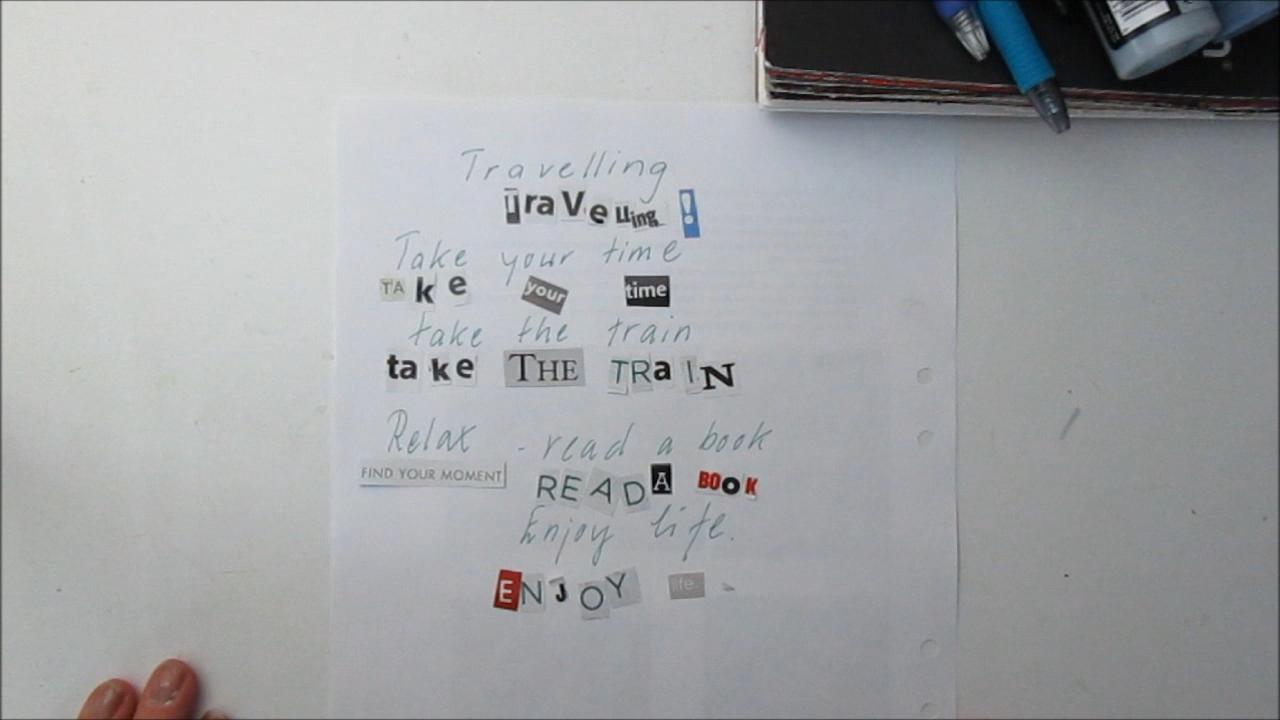 Travelling
TraVelling!
Take your time
TAke your time
take the train
take THE TRaIN
Relax - read a book
FIND YOUR MOMENT READ A BOOK
Enjoy life.
ENJOY life.